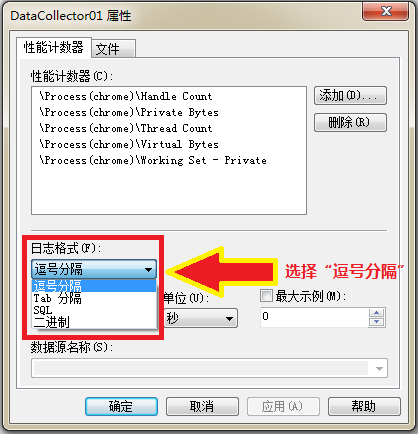 DataCollector01 属性
性能计数器 文件
性能计数器(C):
\Process(chrome)\Handle Count
\Process(chrome)\Private Bytes
\Process(chrome)\Thread Count
\Process(chrome)\Virtual Bytes
\Process(chrome)\Working Set - Private
添加(D)...
删除(R)
日志格式(F):
逗号分隔
逗号分隔
Tab 分隔
SQL
二进制
选择“逗号分隔”
单位(U):
秒
最大示例(M):
0
数据源名称(S):
确定 取消 应用(A) 帮助